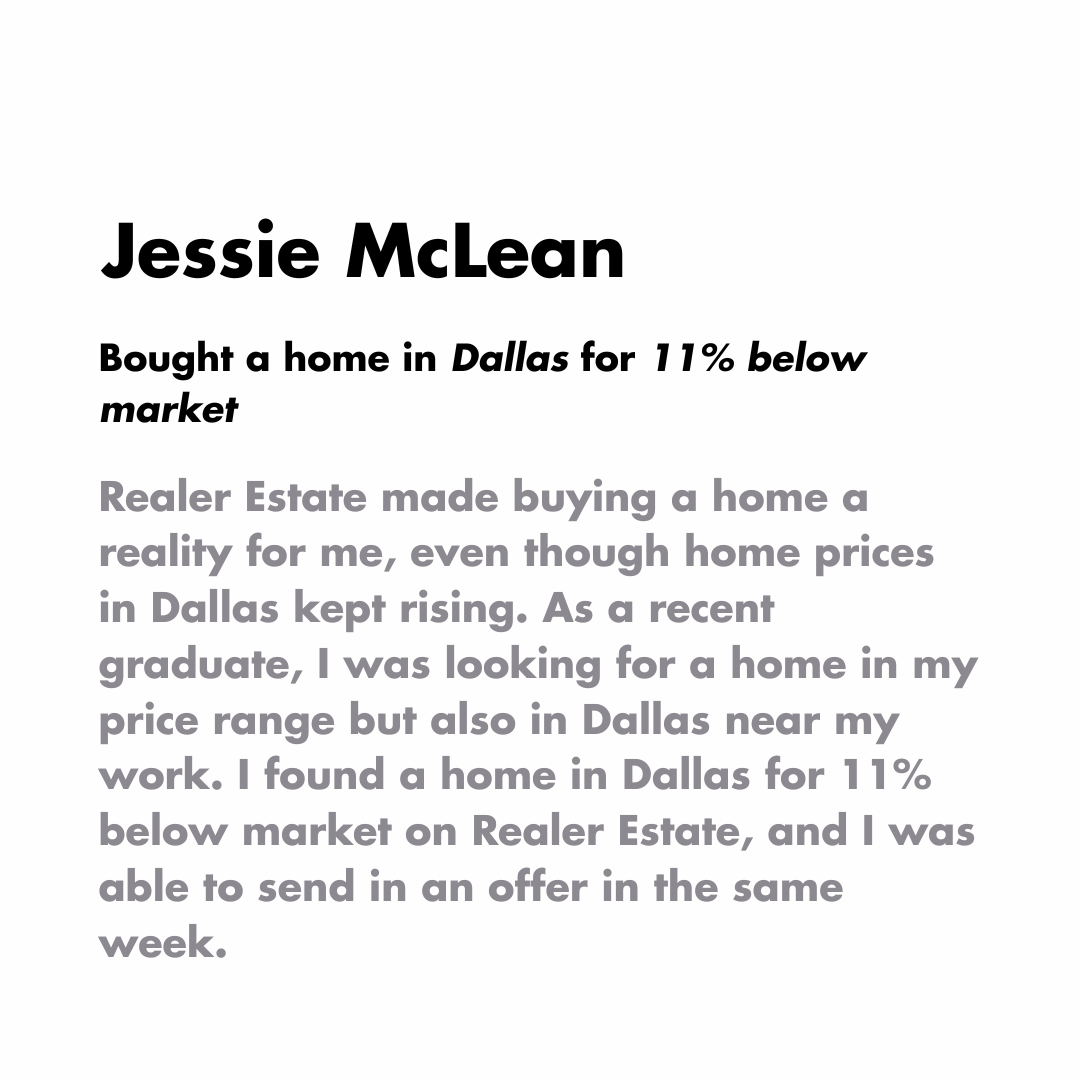 Jessie McLean
Bought a home in Dallas for 11% below
market
Realer Estate made buying a home a
reality for me, even though home prices
in Dallas kept rising. As a recent
graduate, I was looking for a home in my
price range but also in Dallas near my
work. I found a home in Dallas for 11%
below market on Realer Estate, and I was
able to send in an offer in the same
week.